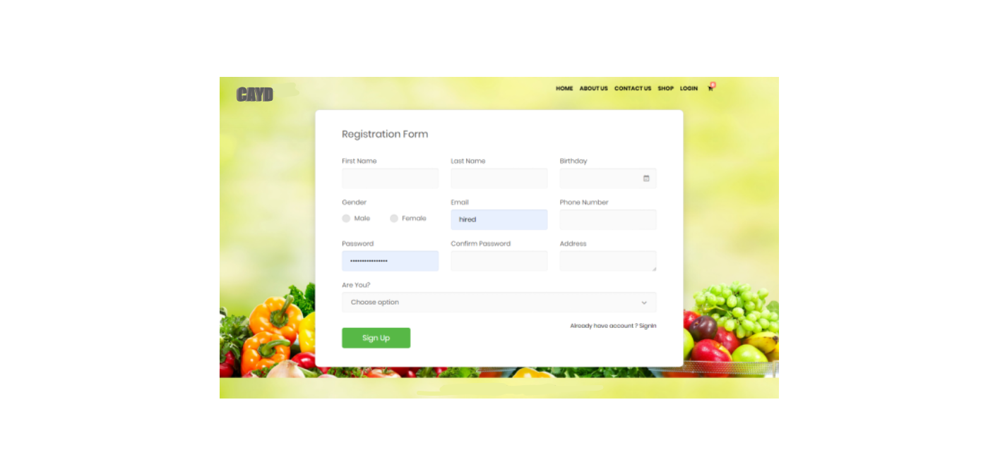 CAYD
HOME ABOUT US CONTACT US SHOP LOGIN
Registration Form
First Name Last Name Birthday
Gender Email Phone Number
Male Female hired
Password Confirm Password Address
••••••••••••••••
Are You?
Choose option
Already have account ? SignIn
Sign Up